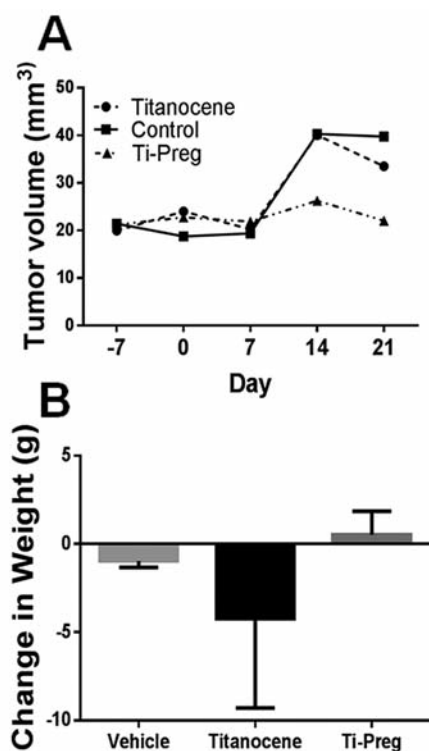 A
Tumor volume (mm³)
50
40
30
20
10
0
Titanocene
Control
Ti-Preg
-7 0 7 14 21
Day
B
Change in Weight (g)
5
0
-5
-10
Vehicle Titanocene Ti-Preg